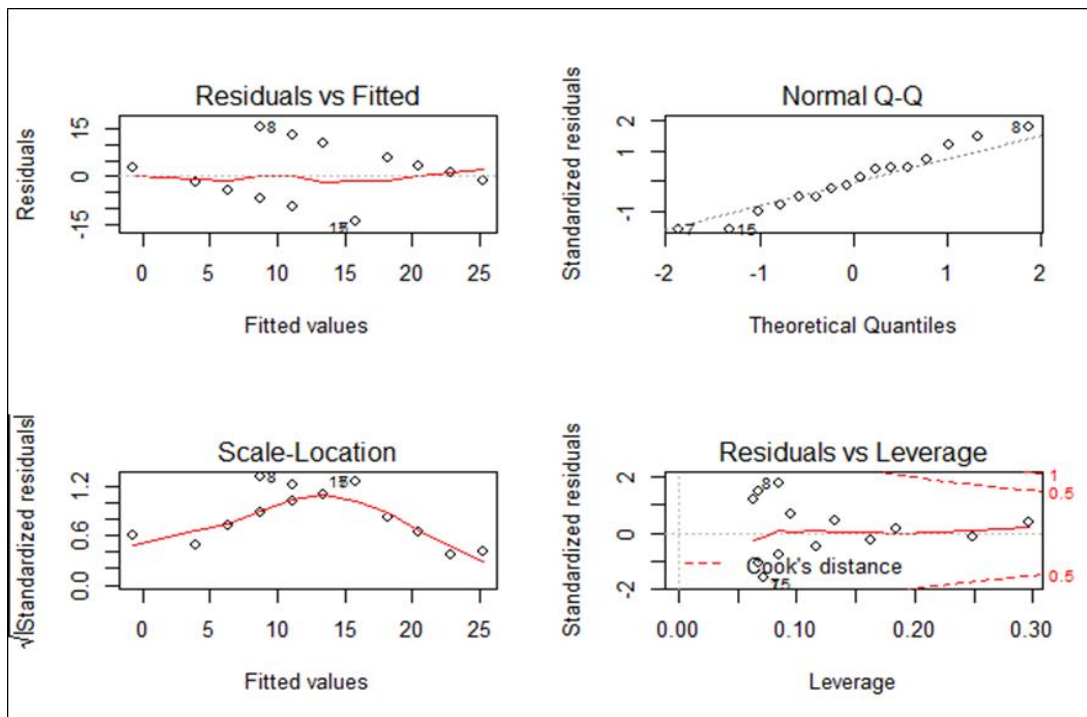 Residuals vs Fitted
Residuals
15
0
-15
8
15
0 5 10 15 20 25
Fitted values
Normal Q-Q
Standardized residuals
2
1
-1
8
7
15
-2 -1 0 1 2
Theoretical Quantiles
Scale-Location
√|Standardized residuals|
1.2
0.6
0.0
8
0 5 10 15 20 25
Fitted values
Residuals vs Leverage
Standardized residuals
2
0
-2
8
15
Cook's distance
1
0.5
0.5
0.00 0.10 0.20 0.30
Leverage